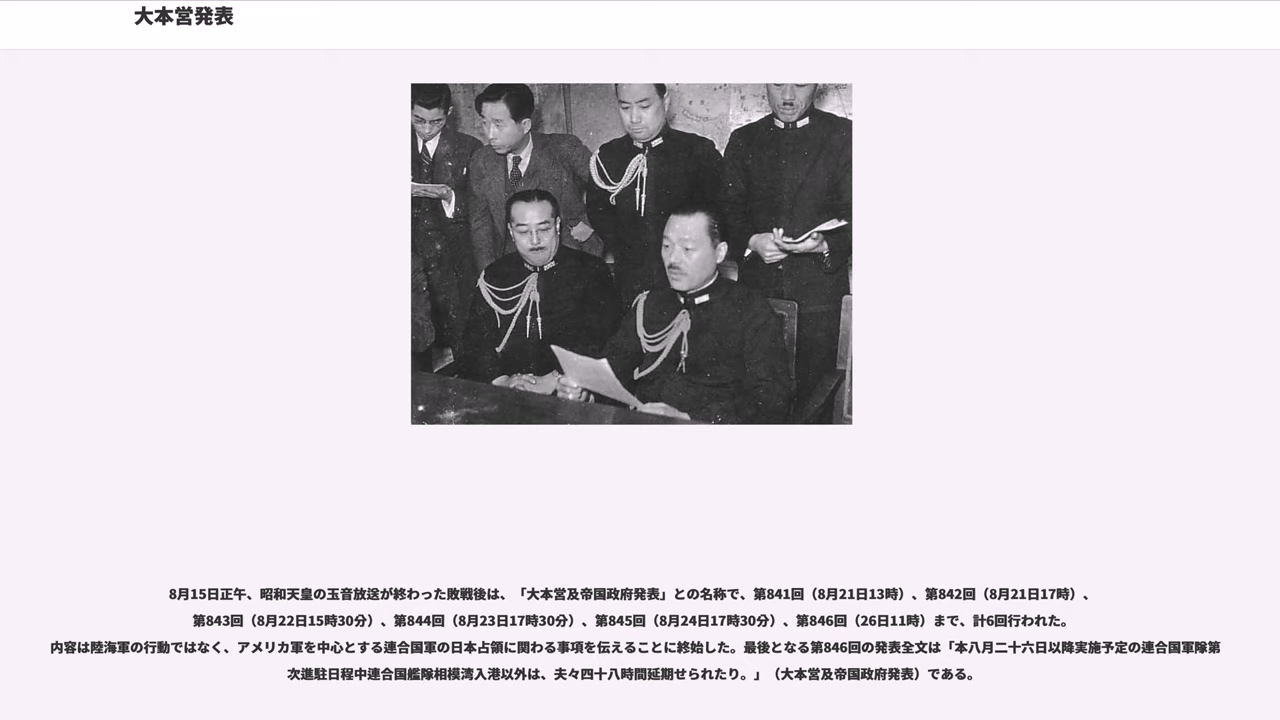 大本営発表
8月15日正午、昭和天皇の玉音放送が終わった敗戦後は、「大本営及帝国政府発表」との名称で、第841回（8月21日13時）、第842回（8月21日17時）、
第843回（8月22日15時30分）、第844回（8月23日17時30分）、第845回（8月24日17時30分）、第846回（26日11時）まで、計6回行われた。
内容は陸海軍の行動ではなく、アメリカ軍を中心とする連合国軍の日本占領に関わる事項を伝えることに終始した。最後となる第846回の発表全文は「本八月二十六日以降実施予定の連合国軍隊第
次進駐日程中連合国艦隊相模湾入港以外は、夫々四十八時間延期せられたり。」（大本営及帝国政府発表）である。